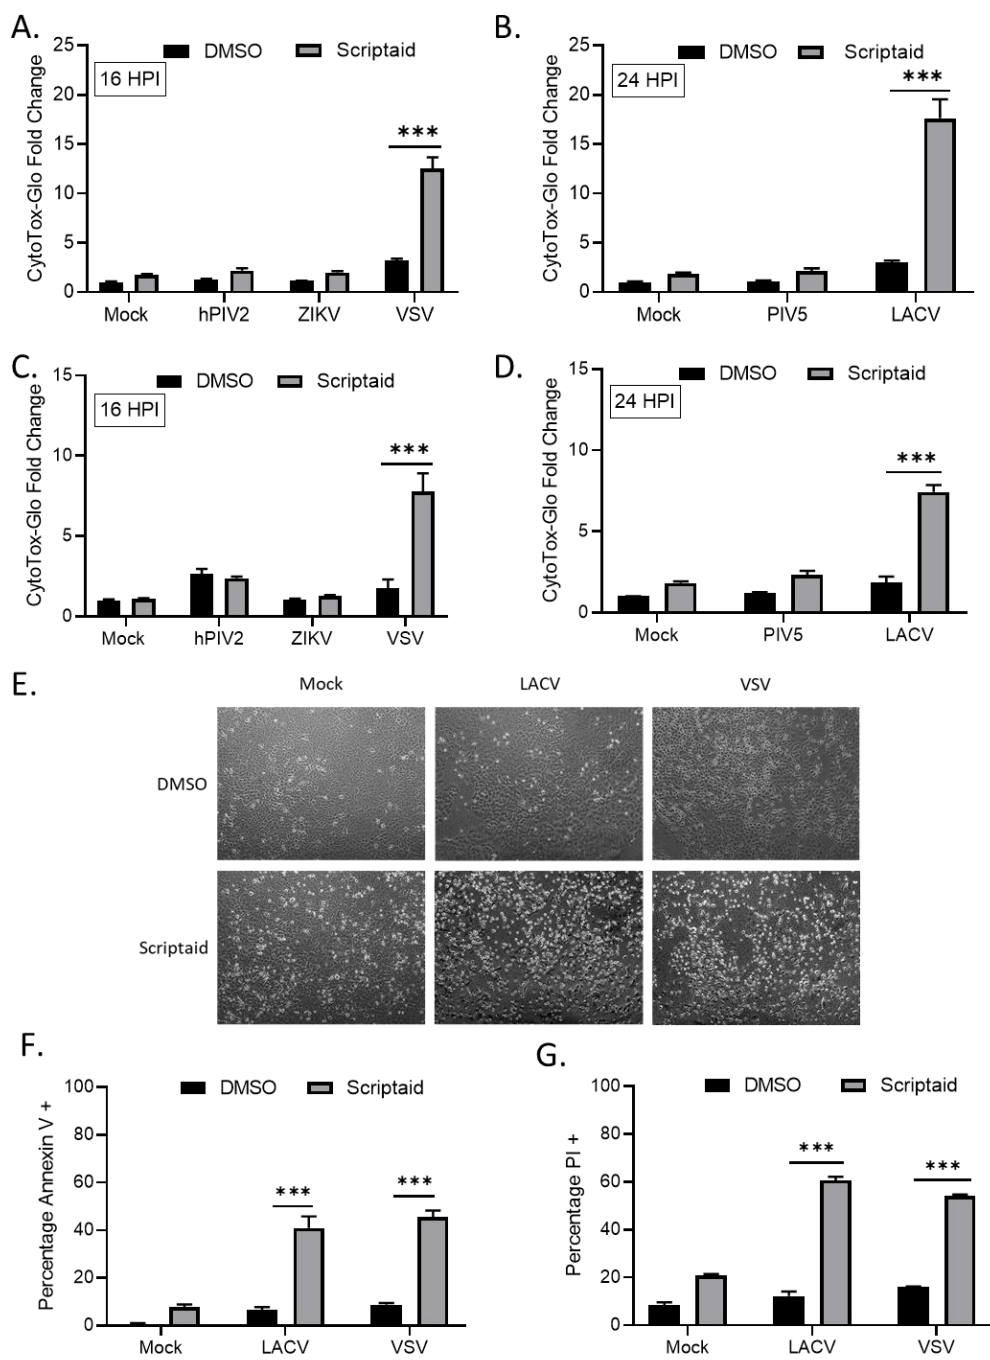 A.
DMSO Scriptaid
16 HPI
***
CytoTox-Glo Fold Change
25
20
15
10
5
0
Mock hPIV2 ZIKV VSV
B.
DMSO Scriptaid
24 HPI
***
CytoTox-Glo Fold Change
25
20
15
10
5
0
Mock PIV5 LACV
C.
DMSO Scriptaid
16 HPI
***
CytoTox-Glo Fold Change
15
10
5
0
Mock hPIV2 ZIKV VSV
D.
DMSO Scriptaid
24 HPI
***
CytoTox-Glo Fold Change
15
10
5
0
Mock PIV5 LACV
E.
Mock LACV VSV
DMSO
Scriptaid
F.
DMSO Scriptaid
*** ***
Percentage Annexin V +
100
80
60
40
20
0
Mock LACV VSV
G.
DMSO Scriptaid
*** ***
Percentage PI +
100
80
60
40
20
0
Mock LACV VSV